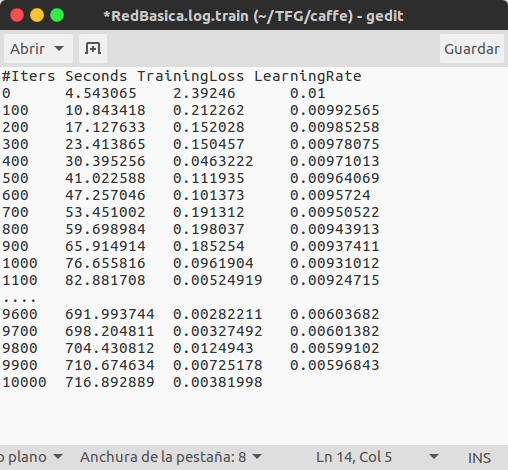 *RedBasica.log.train (~/TFG/caffe) - gedit
Abrir Guardar
#Iters Seconds TrainingLoss LearningRate
0 4.543065 2.39246 0.01
100 10.843418 0.212262 0.00992565
200 17.127633 0.152028 0.00985258
300 23.413865 0.150457 0.00978075
400 30.395256 0.0463222 0.00971013
500 41.022588 0.111935 0.00964069
600 47.257046 0.101373 0.0095724
700 53.451002 0.191312 0.00950522
800 59.698984 0.198037 0.00943913
900 65.914914 0.185254 0.00937411
1000 76.655816 0.0961904 0.00931012
1100 82.881708 0.00524919 0.00924715
....
9600 691.993744 0.00282211 0.00603682
9700 698.204811 0.00327492 0.00601382
9800 704.430812 0.0124943 0.00599102
9900 710.674634 0.00725178 0.00596843
10000 716.892889 0.00381998
o plano Anchura de la pestaña: 8 Ln 14, Col 5 INS